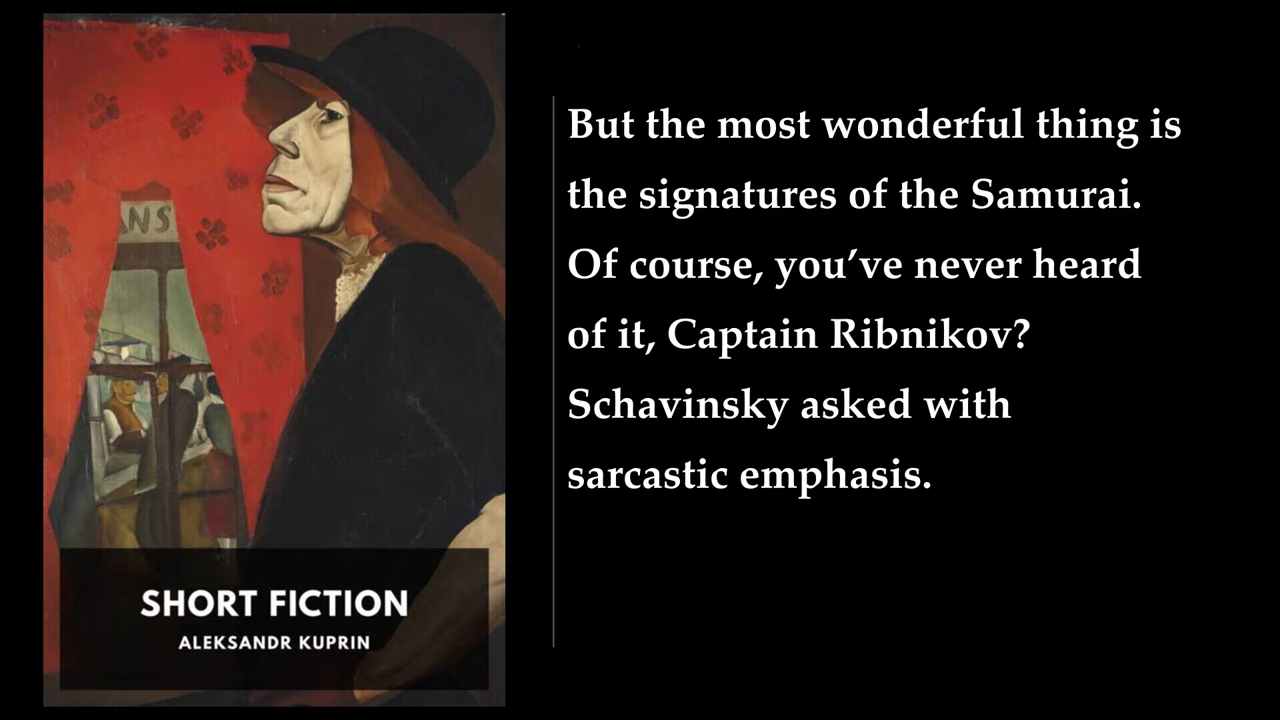 ANS
SHORT FICTION
ALEKSANDR KUPRIN
But the most wonderful thing is
the signatures of the Samurai.
Of course, you’ve never heard
of it, Captain Ribnikov?
Schavinsky asked with
sarcastic emphasis.